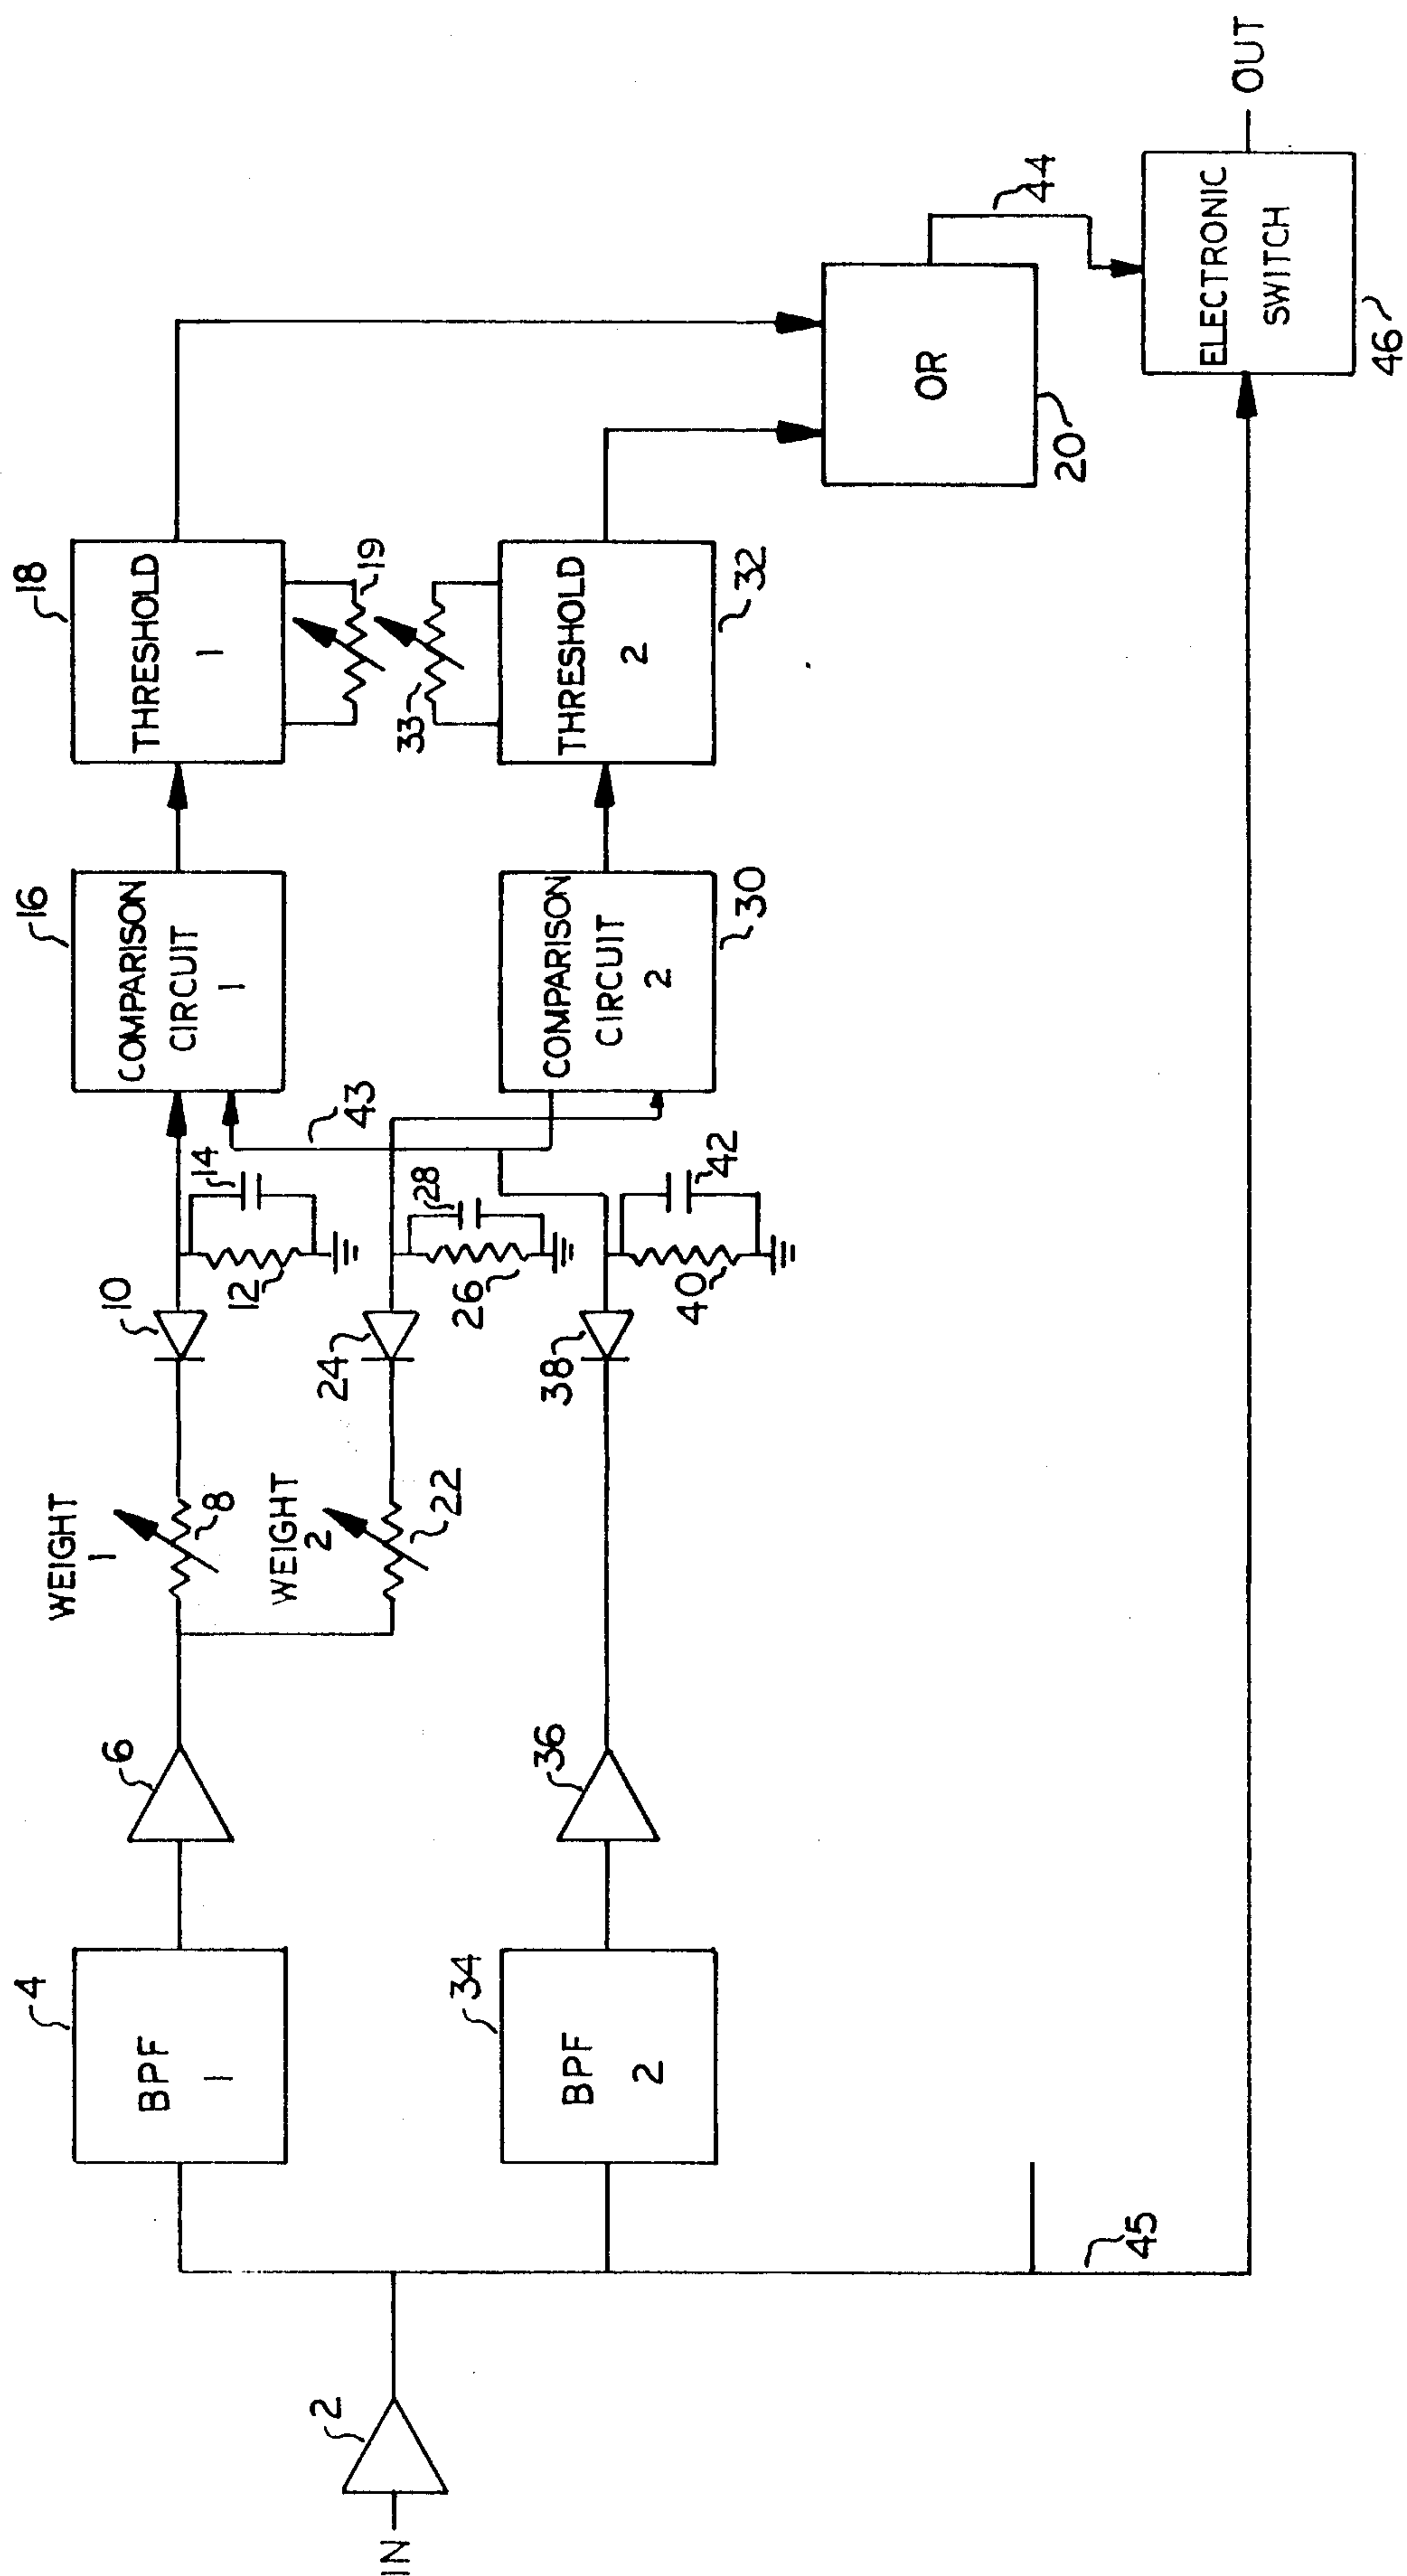 IN
2
BPF
1
4
6
WEIGHT
1
8
10
12
14
COMPARISON
CIRCUIT
1
16
THRESHOLD
1
18
19
WEIGHT
2
22
24
26
28
43
BPF
2
34
36
38
40
42
COMPARISON
CIRCUIT
2
30
33
THRESHOLD
2
32
OR
20
44
45
ELECTRONIC
SWITCH
46
OUT